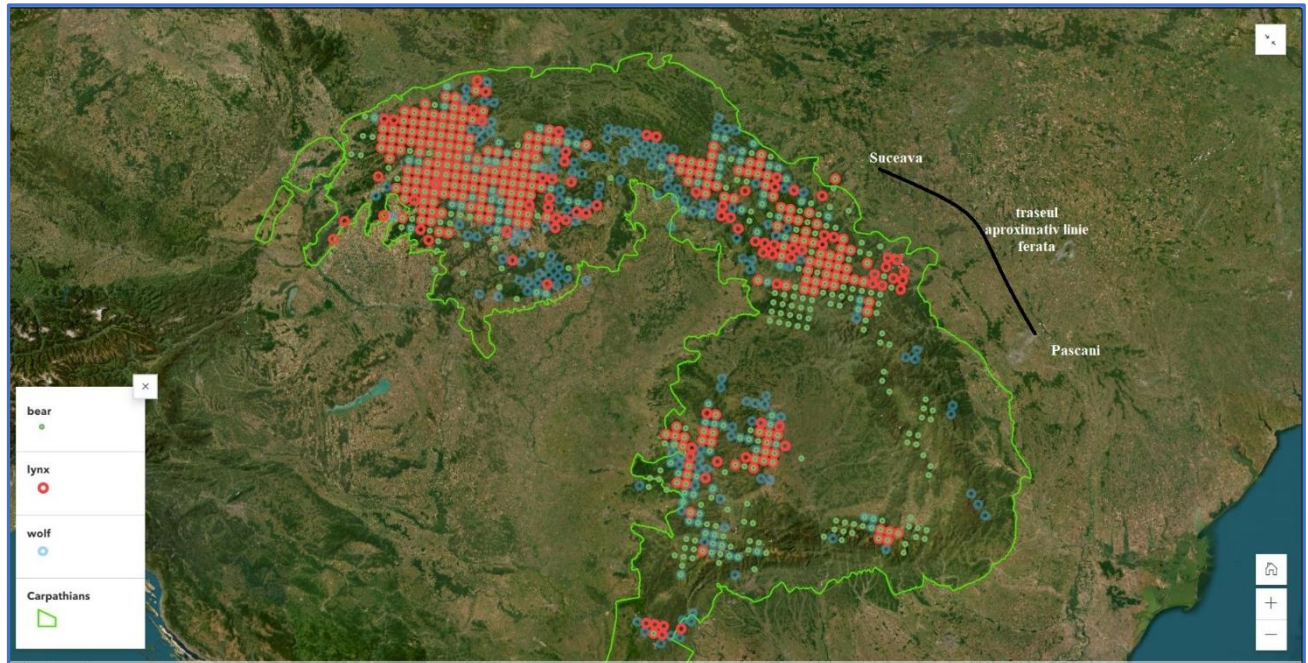 Suceava
traseul
aproximativ linie
ferata
Pascani
×
bear
lynx
wolf
Carpathians
+
−